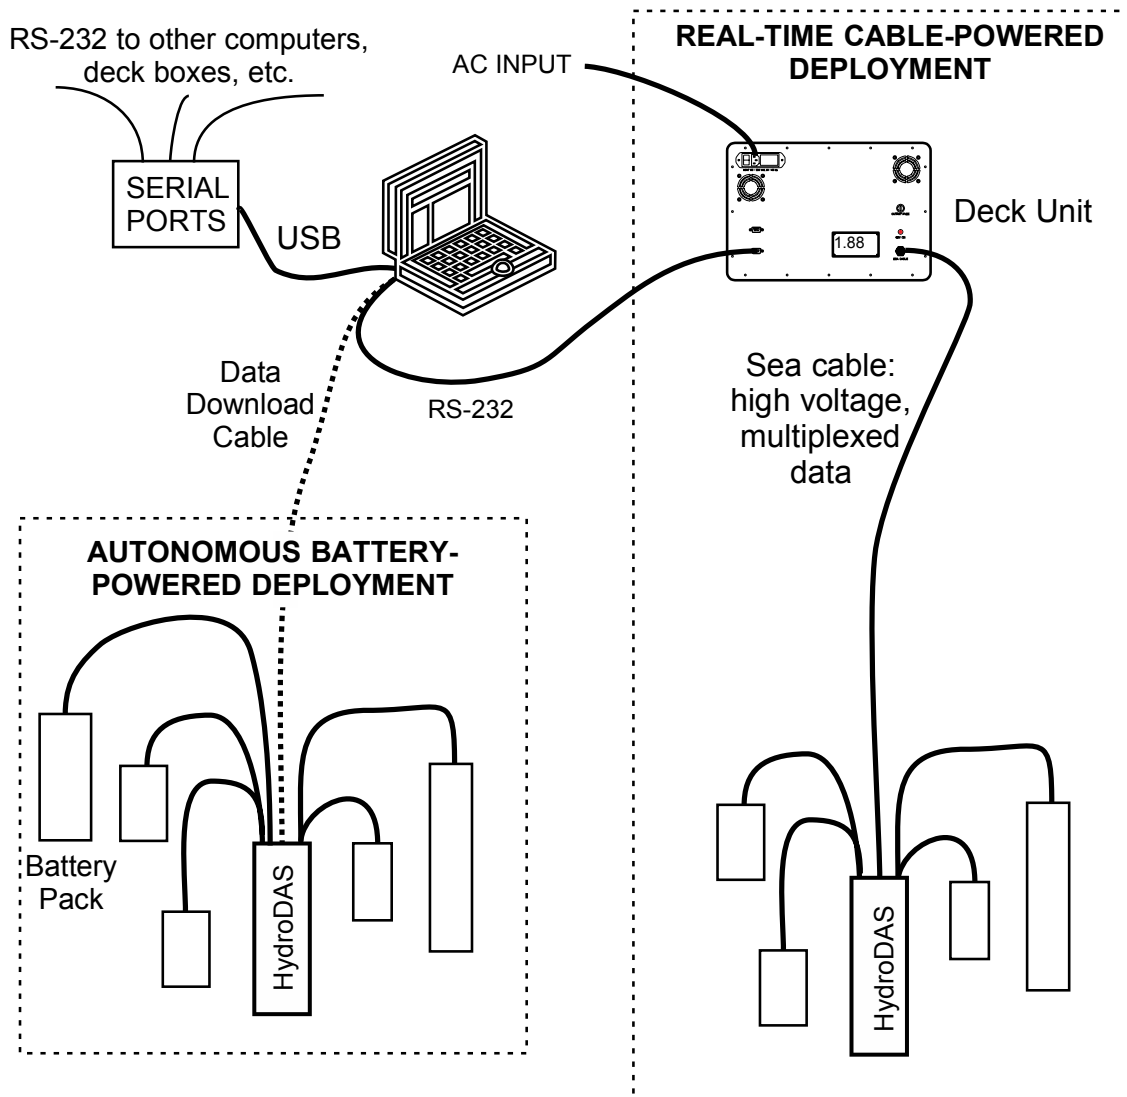 RS-232 to other computers,
deck boxes, etc.
AC INPUT
REAL-TIME CABLE-POWERED
DEPLOYMENT
SERIAL
PORTS
USB
Deck Unit
1.88
Data
Download
Cable
RS-232
Sea cable:
high voltage,
multiplexed
data
AUTONOMOUS BATTERY-
POWERED DEPLOYMENT
Battery
Pack
HydroDAS
HydroDAS